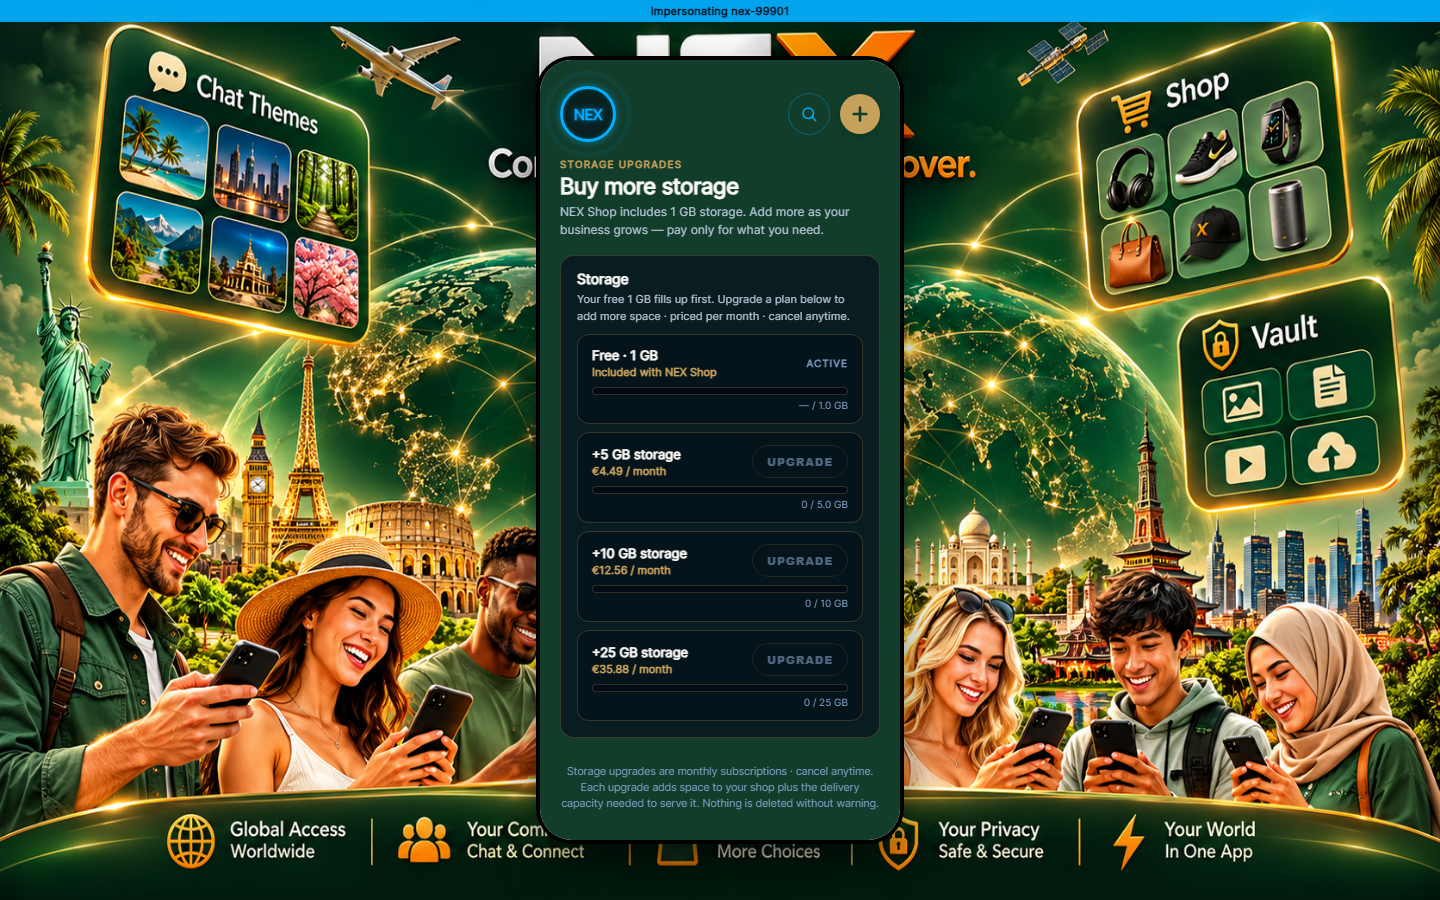 Impersonating nex-99901
Chat Themes
Shop
X
Vault
over.
NEX
STORAGE UPGRADES
Buy more storage
NEX Shop includes 1 GB storage. Add more as your
business grows — pay only for what you need.
Storage
Your free 1 GB fills up first. Upgrade a plan below to
add more space · priced per month · cancel anytime.
Free · 1 GB
Included with NEX Shop
ACTIVE
— / 1.0 GB
+5 GB storage
€4.49 / month
UPGRADE
0 / 5.0 GB
+10 GB storage
€12.56 / month
UPGRADE
0 / 10 GB
+25 GB storage
€35.88 / month
UPGRADE
0 / 25 GB
Storage upgrades are monthly subscriptions · cancel anytime.
Each upgrade adds space to your shop plus the delivery
capacity needed to serve it. Nothing is deleted without warning.
Global Access
Worldwide
Your Com
Chat & Connect
More Choices
Your Privacy
Safe & Secure
Your World
In One App